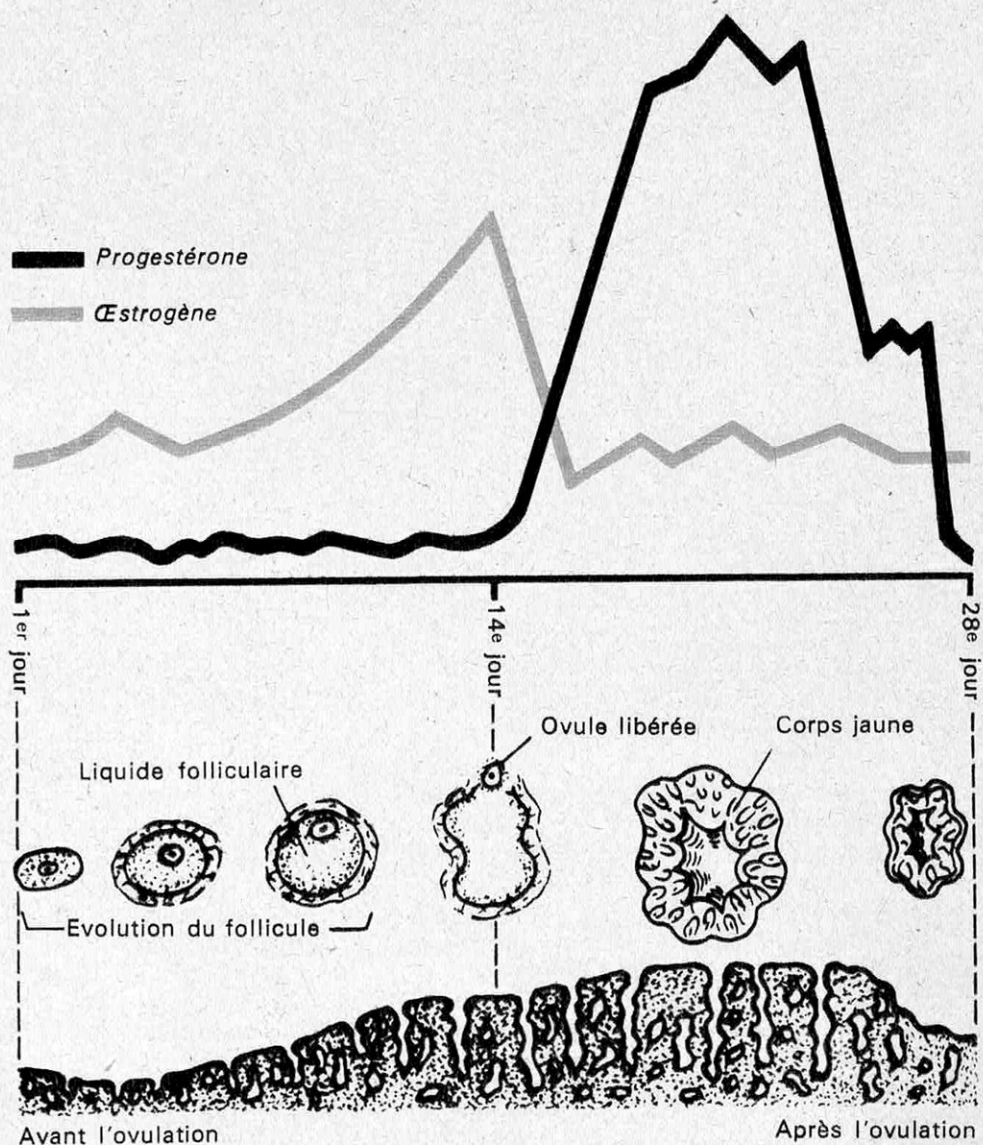 Progestérone
Œstrogène
1er jour
14e jour
28e jour
Ovule libérée
Corps jaune
Liquide folliculaire
Evolution du follicule
Avant l'ovulation
Après l'ovulation